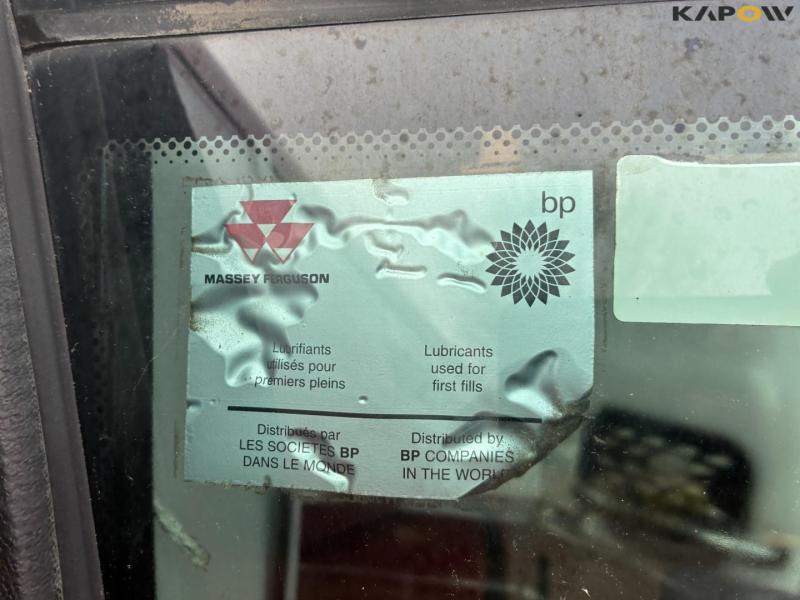 KAPOW
bp
MASSEY FERGUSON
Lubrifiants
utilisés pour
premiers pleins
Lubricants
used for
first fills
Distribués par
LES SOCIETES BP
DANS LE MONDE
Distributed by
BP COMPANIES
IN THE WORLD